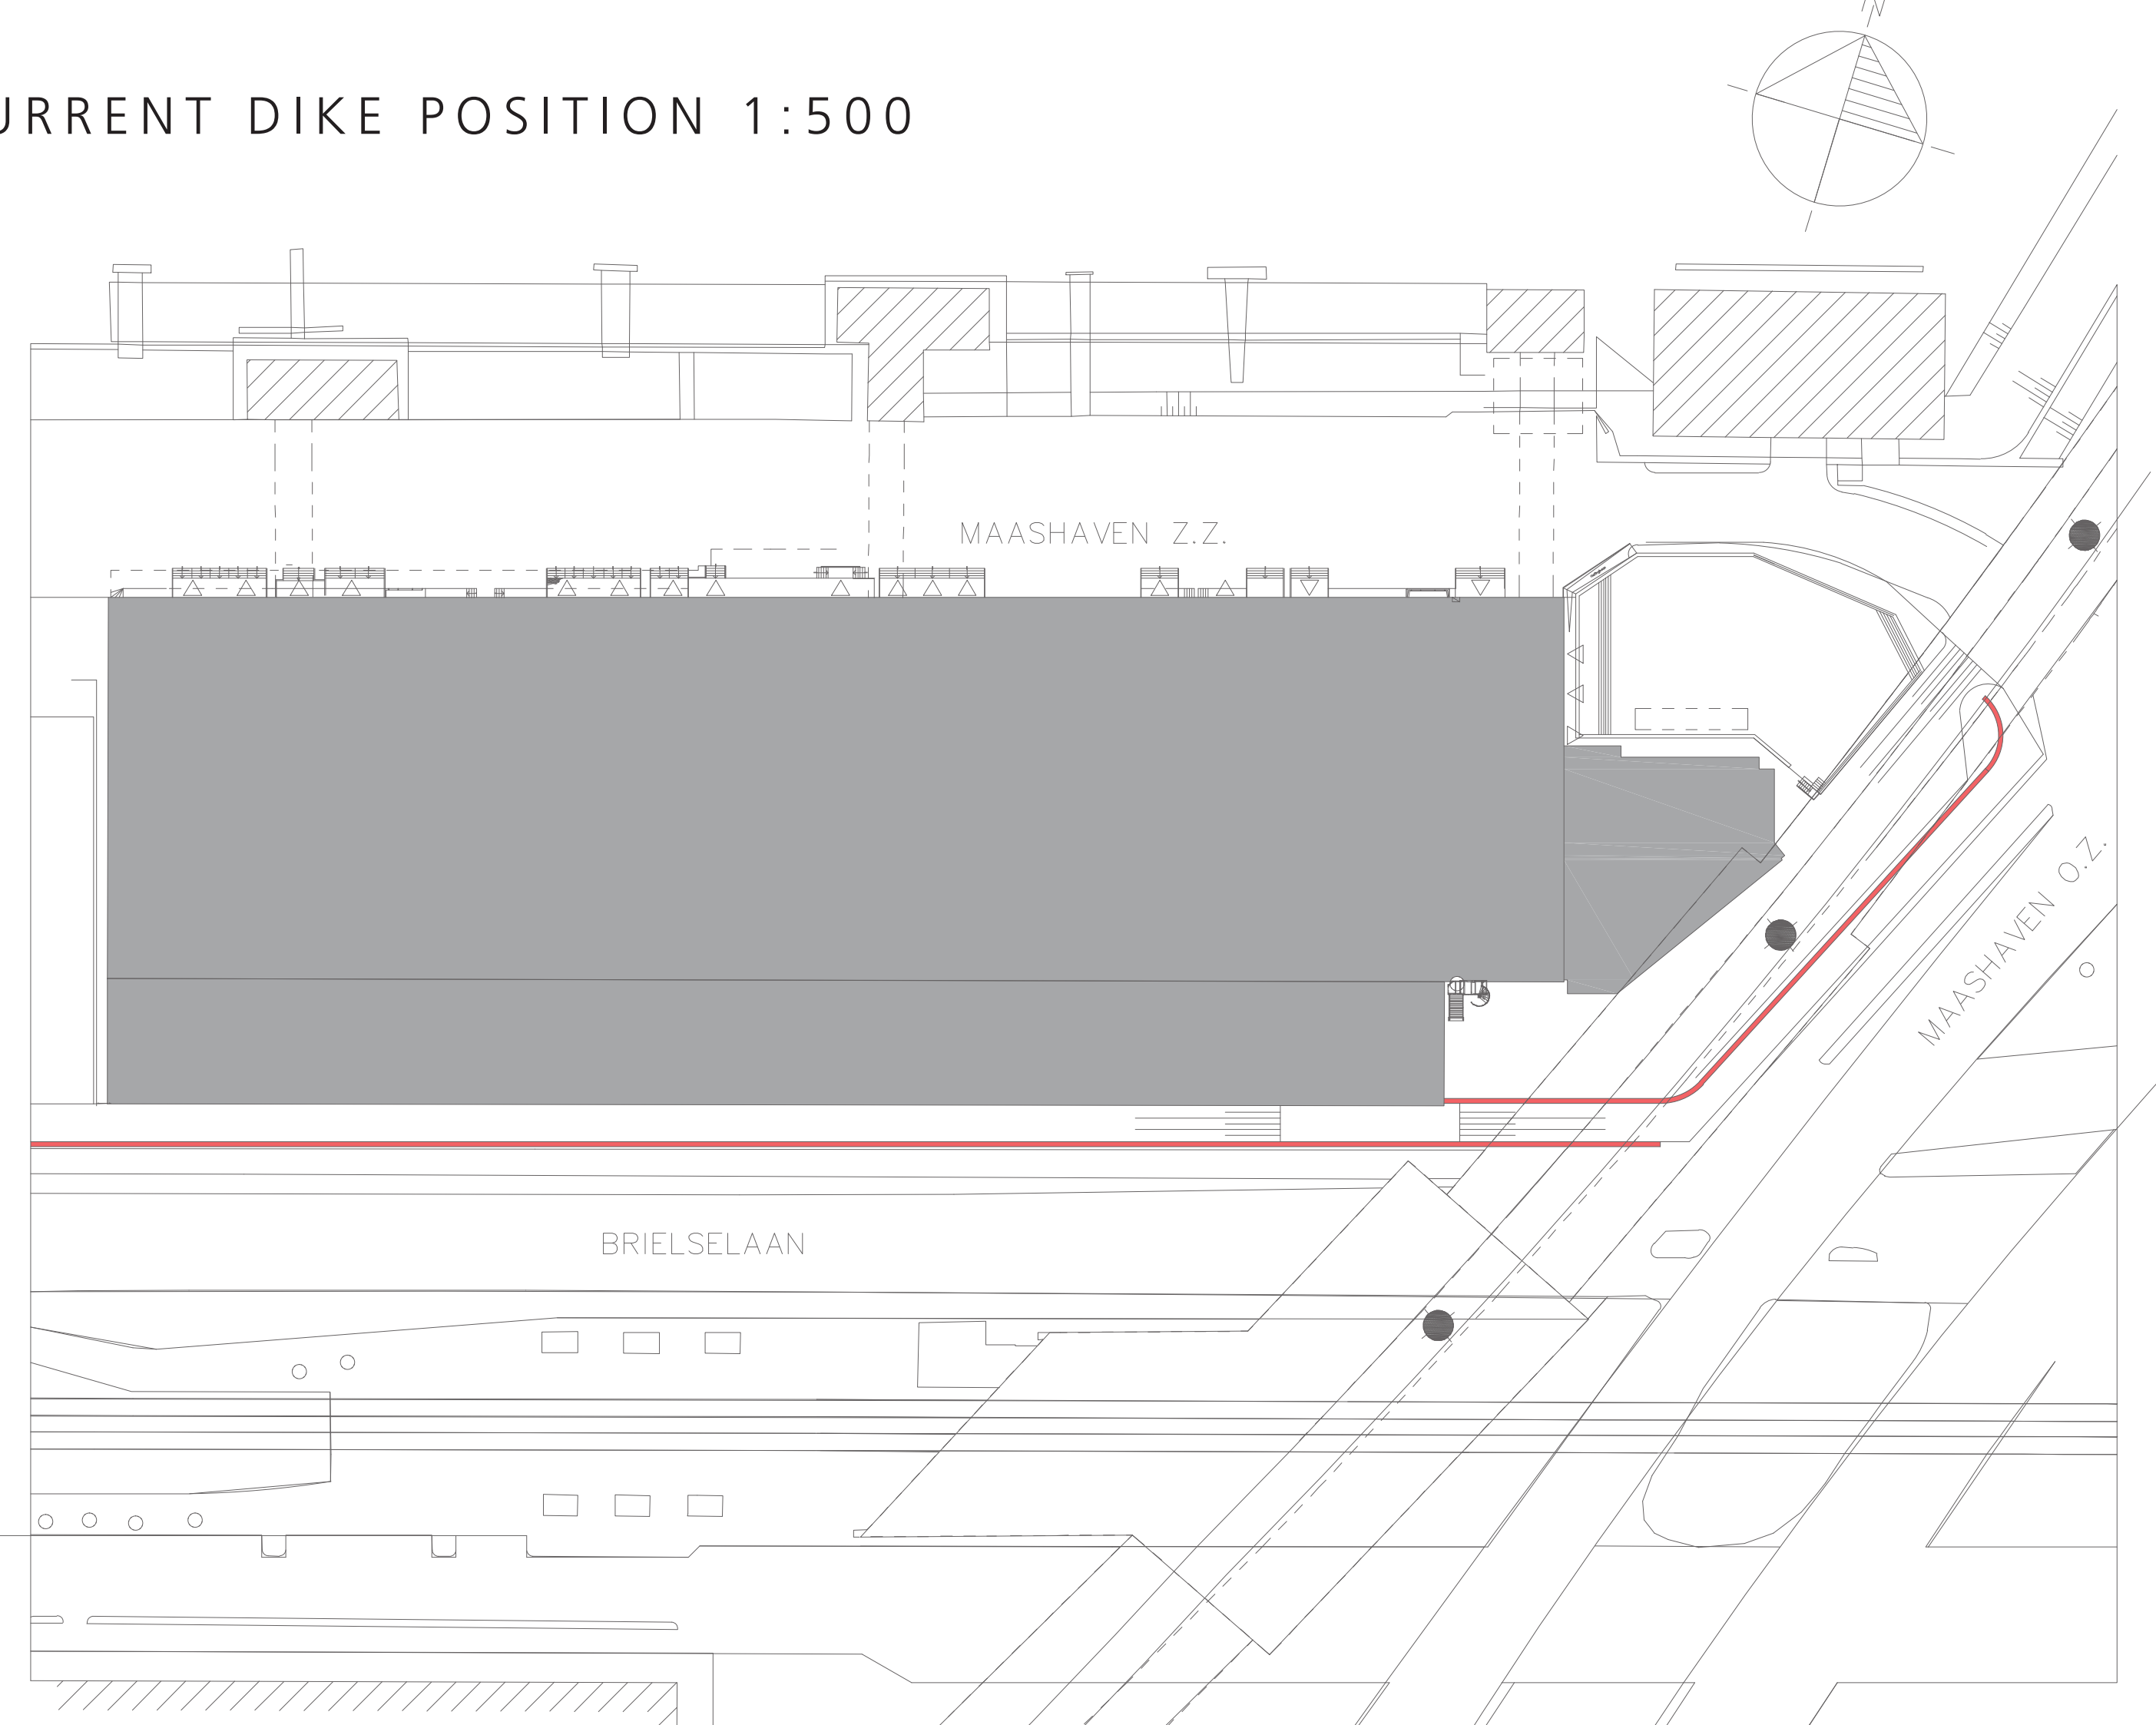 URRENT DIKE POSITION 1:500
MAASHAVEN Z.Z.
MAASHAVEN O.Z.
BRIELSELAAN